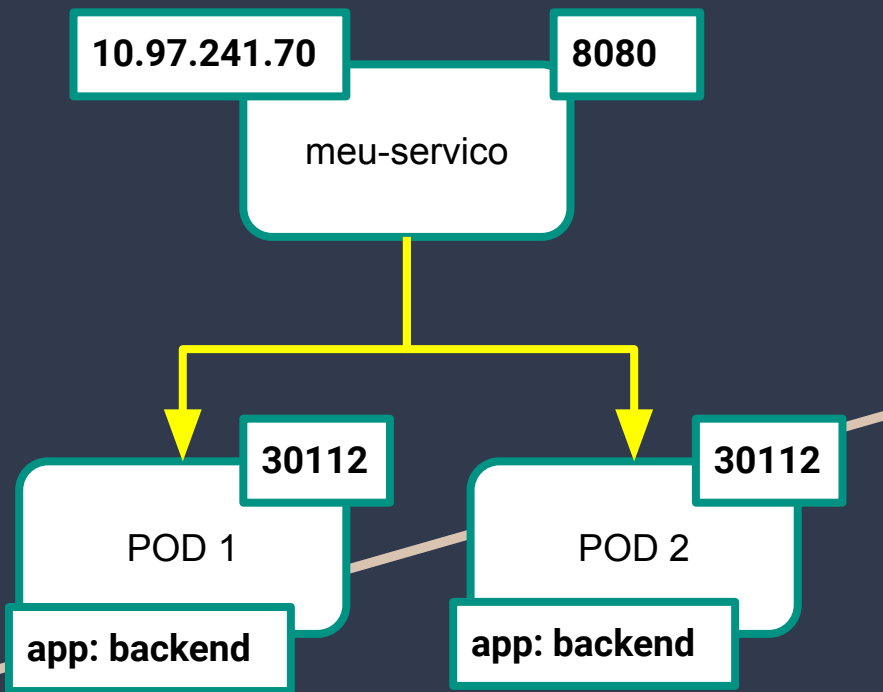 10.97.241.70
8080
meu-servico
30112
30112
POD 1
POD 2
app: backend
app: backend